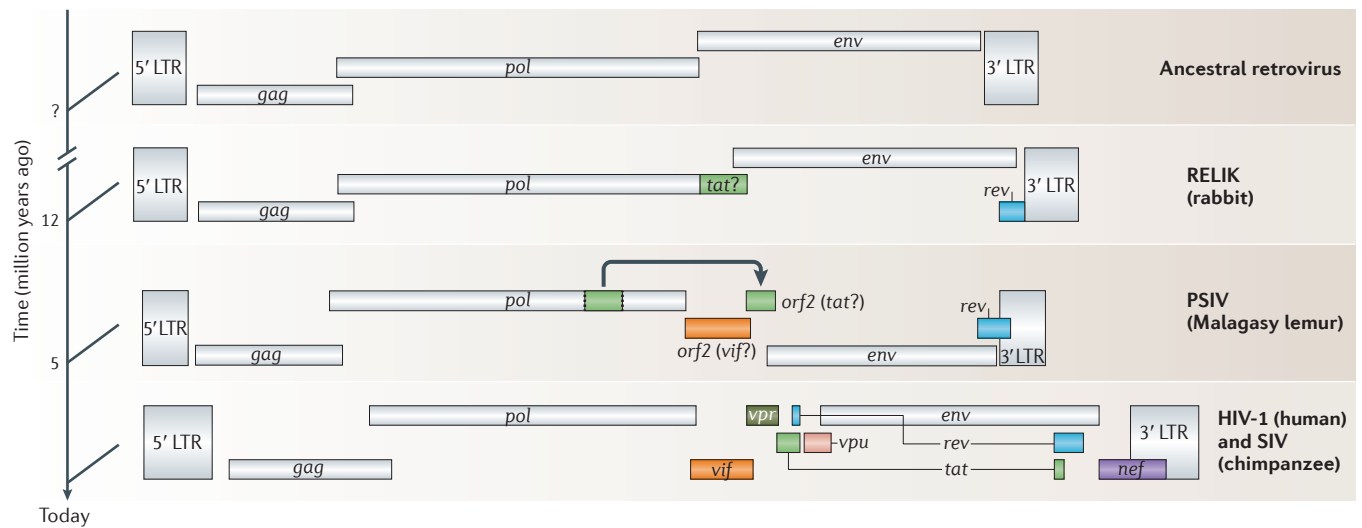 Time (million years ago)
?
12
5
Today
5′ LTR
gag
pol
env
3′ LTR
Ancestral retrovirus
5′ LTR
gag
pol
tat?
env
rev
3′ LTR
RELIK
(rabbit)
5′ LTR
gag
pol
orf2 (tat?)
orf2 (vif?)
env
rev
3′ LTR
PSIV
(Malagasy lemur)
5′ LTR
gag
pol
vif
vpr
vpu
env
rev
tat
nef
3′ LTR
HIV-1 (human)
and SIV
(chimpanzee)